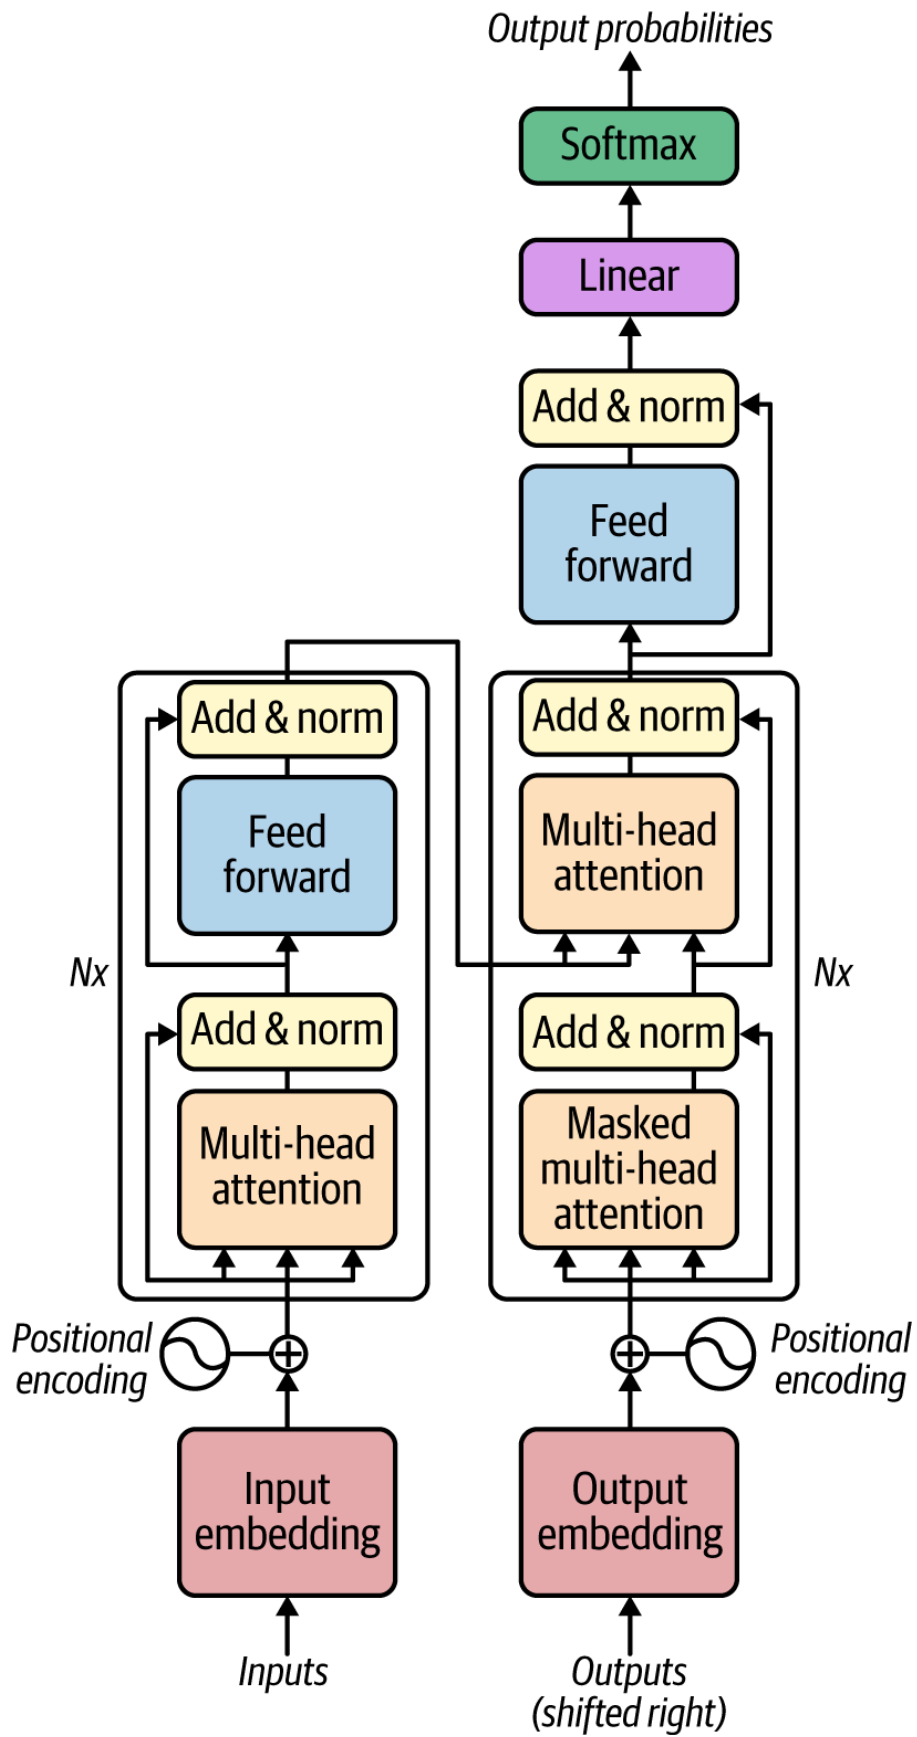 Output probabilities
Softmax
Linear
Add & norm
Feed
forward
Add & norm
Multi-head
attention
Add & norm
Masked
multi-head
attention
Nx
Positional
encoding
Output
embedding
Outputs
(shifted right)
Add & norm
Feed
forward
Add & norm
Multi-head
attention
Nx
Positional
encoding
Input
embedding
Inputs